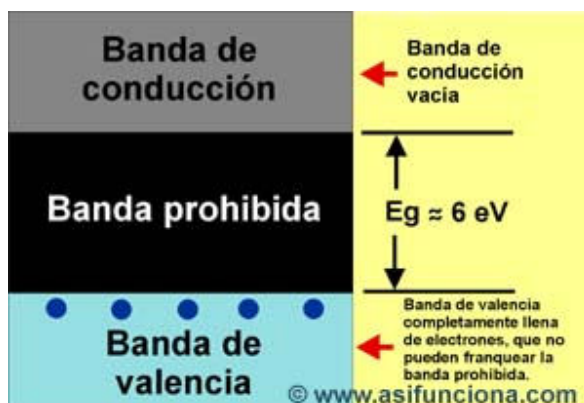 Banda de
conducción
Banda de
conducción
vacía
Banda prohibida
Eg ≈ 6 eV
Banda de valencia
completamente llena
de electrones, que no
pueden franquear la
banda prohibida.
Banda de
valencia
© www.asifunciona.com